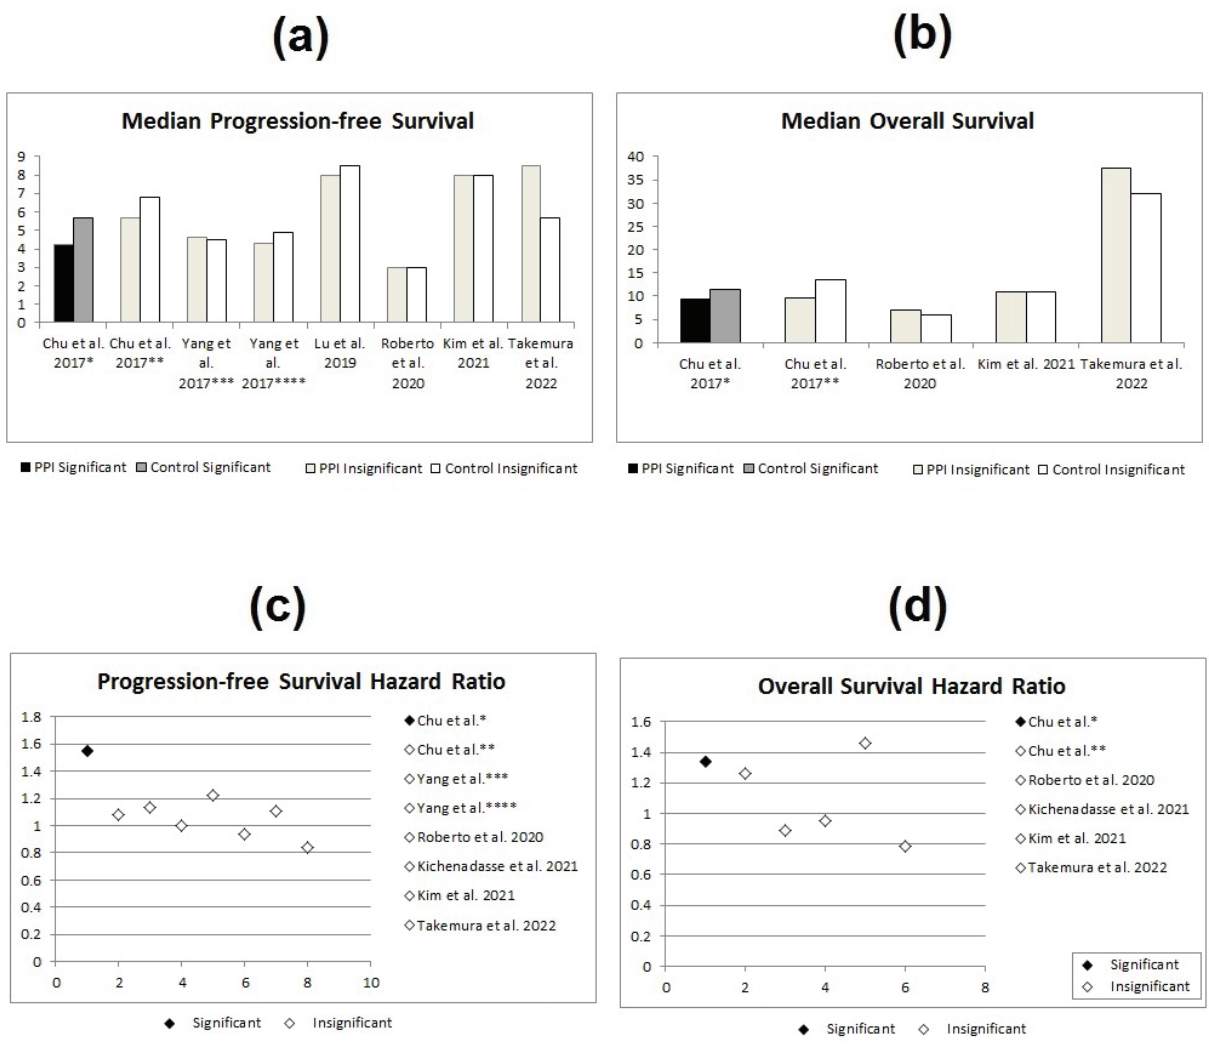 (a)
Median Progression-free Survival
9
8
7
6
5
4
3
2
1
0
Chu et al. 2017*
Chu et al. 2017**
Yang et al. 2017***
Yang et al. 2017****
Lu et al. 2019
Roberto et al. 2020
Kim et al. 2021
Takemura et al. 2022
PPI Significant Control Significant PPI Insignificant Control Insignificant
(b)
Median Overall Survival
40
35
30
25
20
15
10
5
0
Chu et al. 2017*
Chu et al. 2017**
Roberto et al. 2020
Kim et al. 2021
Takemura et al. 2022
PPI Significant Control Significant PPI Insignificant Control Insignificant
(c)
Progression-free Survival Hazard Ratio
1.8
1.6
1.4
1.2
1
0.8
0.6
0.4
0.2
0
0 2 4 6 8 10
Chu et al.*
Chu et al.**
Yang et al.***
Yang et al.****
Roberto et al. 2020
Kichenadasse et al. 2021
Kim et al. 2021
Takemura et al. 2022
Significant Insignificant
(d)
Overall Survival Hazard Ratio
1.6
1.4
1.2
1
0.8
0.6
0.4
0.2
0
0 2 4 6 8
Chu et al.*
Chu et al.**
Roberto et al. 2020
Kichenadasse et al. 2021
Kim et al. 2021
Takemura et al. 2022
Significant
Insignificant
Significant Insignificant